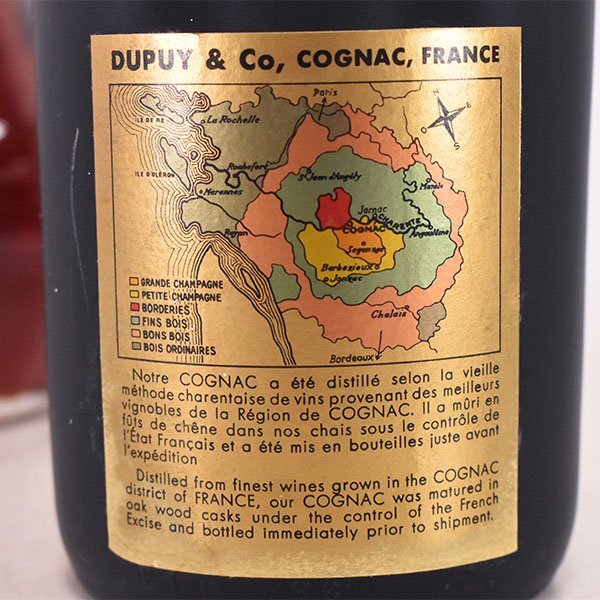 DUPUY & Co, COGNAC, FRANCE
Paris
ILE DE RE
La Rochelle
N
E
O
S
ILE D'OLÉRON
Rochefort
St Jean d'Angély
Marennes
Jarnac
CHARENTE
COGNAC
Royan
Angoulême
Segonzac
Barbezieux
Jonzac
GRANDE CHAMPAGNE
PETITE CHAMPAGNE
BORDERIES
FINS BOIS
BONS BOIS
BOIS ORDINAIRES
Chalais
Bordeaux
Notre COGNAC a été distillé selon la vieille
méthode charentaise de vins provenant des meilleurs
vignobles de la Région de COGNAC. Il a mûri en
fûts de chêne dans nos chais sous le contrôle de
l'État Français et a été mis en bouteilles juste avant
l'expédition
Distilled from finest wines grown in the COGNAC
district of FRANCE, our COGNAC was matured in
oak wood casks under the control of the French
Excise and bottled immediately prior to shipment.